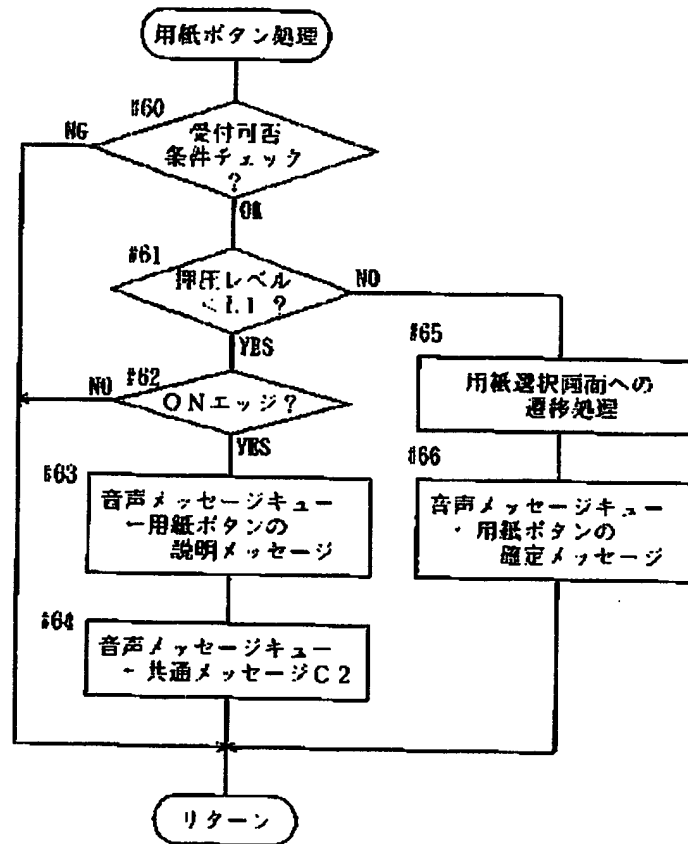 用紙ボタン処理
#60
NG
受付可否
条件チェック
?
OK
#61
押圧レベル
<L1 ?
NO
YES
#62
NO
ONエッジ?
YES
#63
音声メッセージキュー
←用紙ボタンの
説明メッセージ
#64
音声メッセージキュー
←共通メッセージC2
#65
用紙選択画面への
遷移処理
#66
音声メッセージキュー
←用紙ボタンの
確定メッセージ
リターン